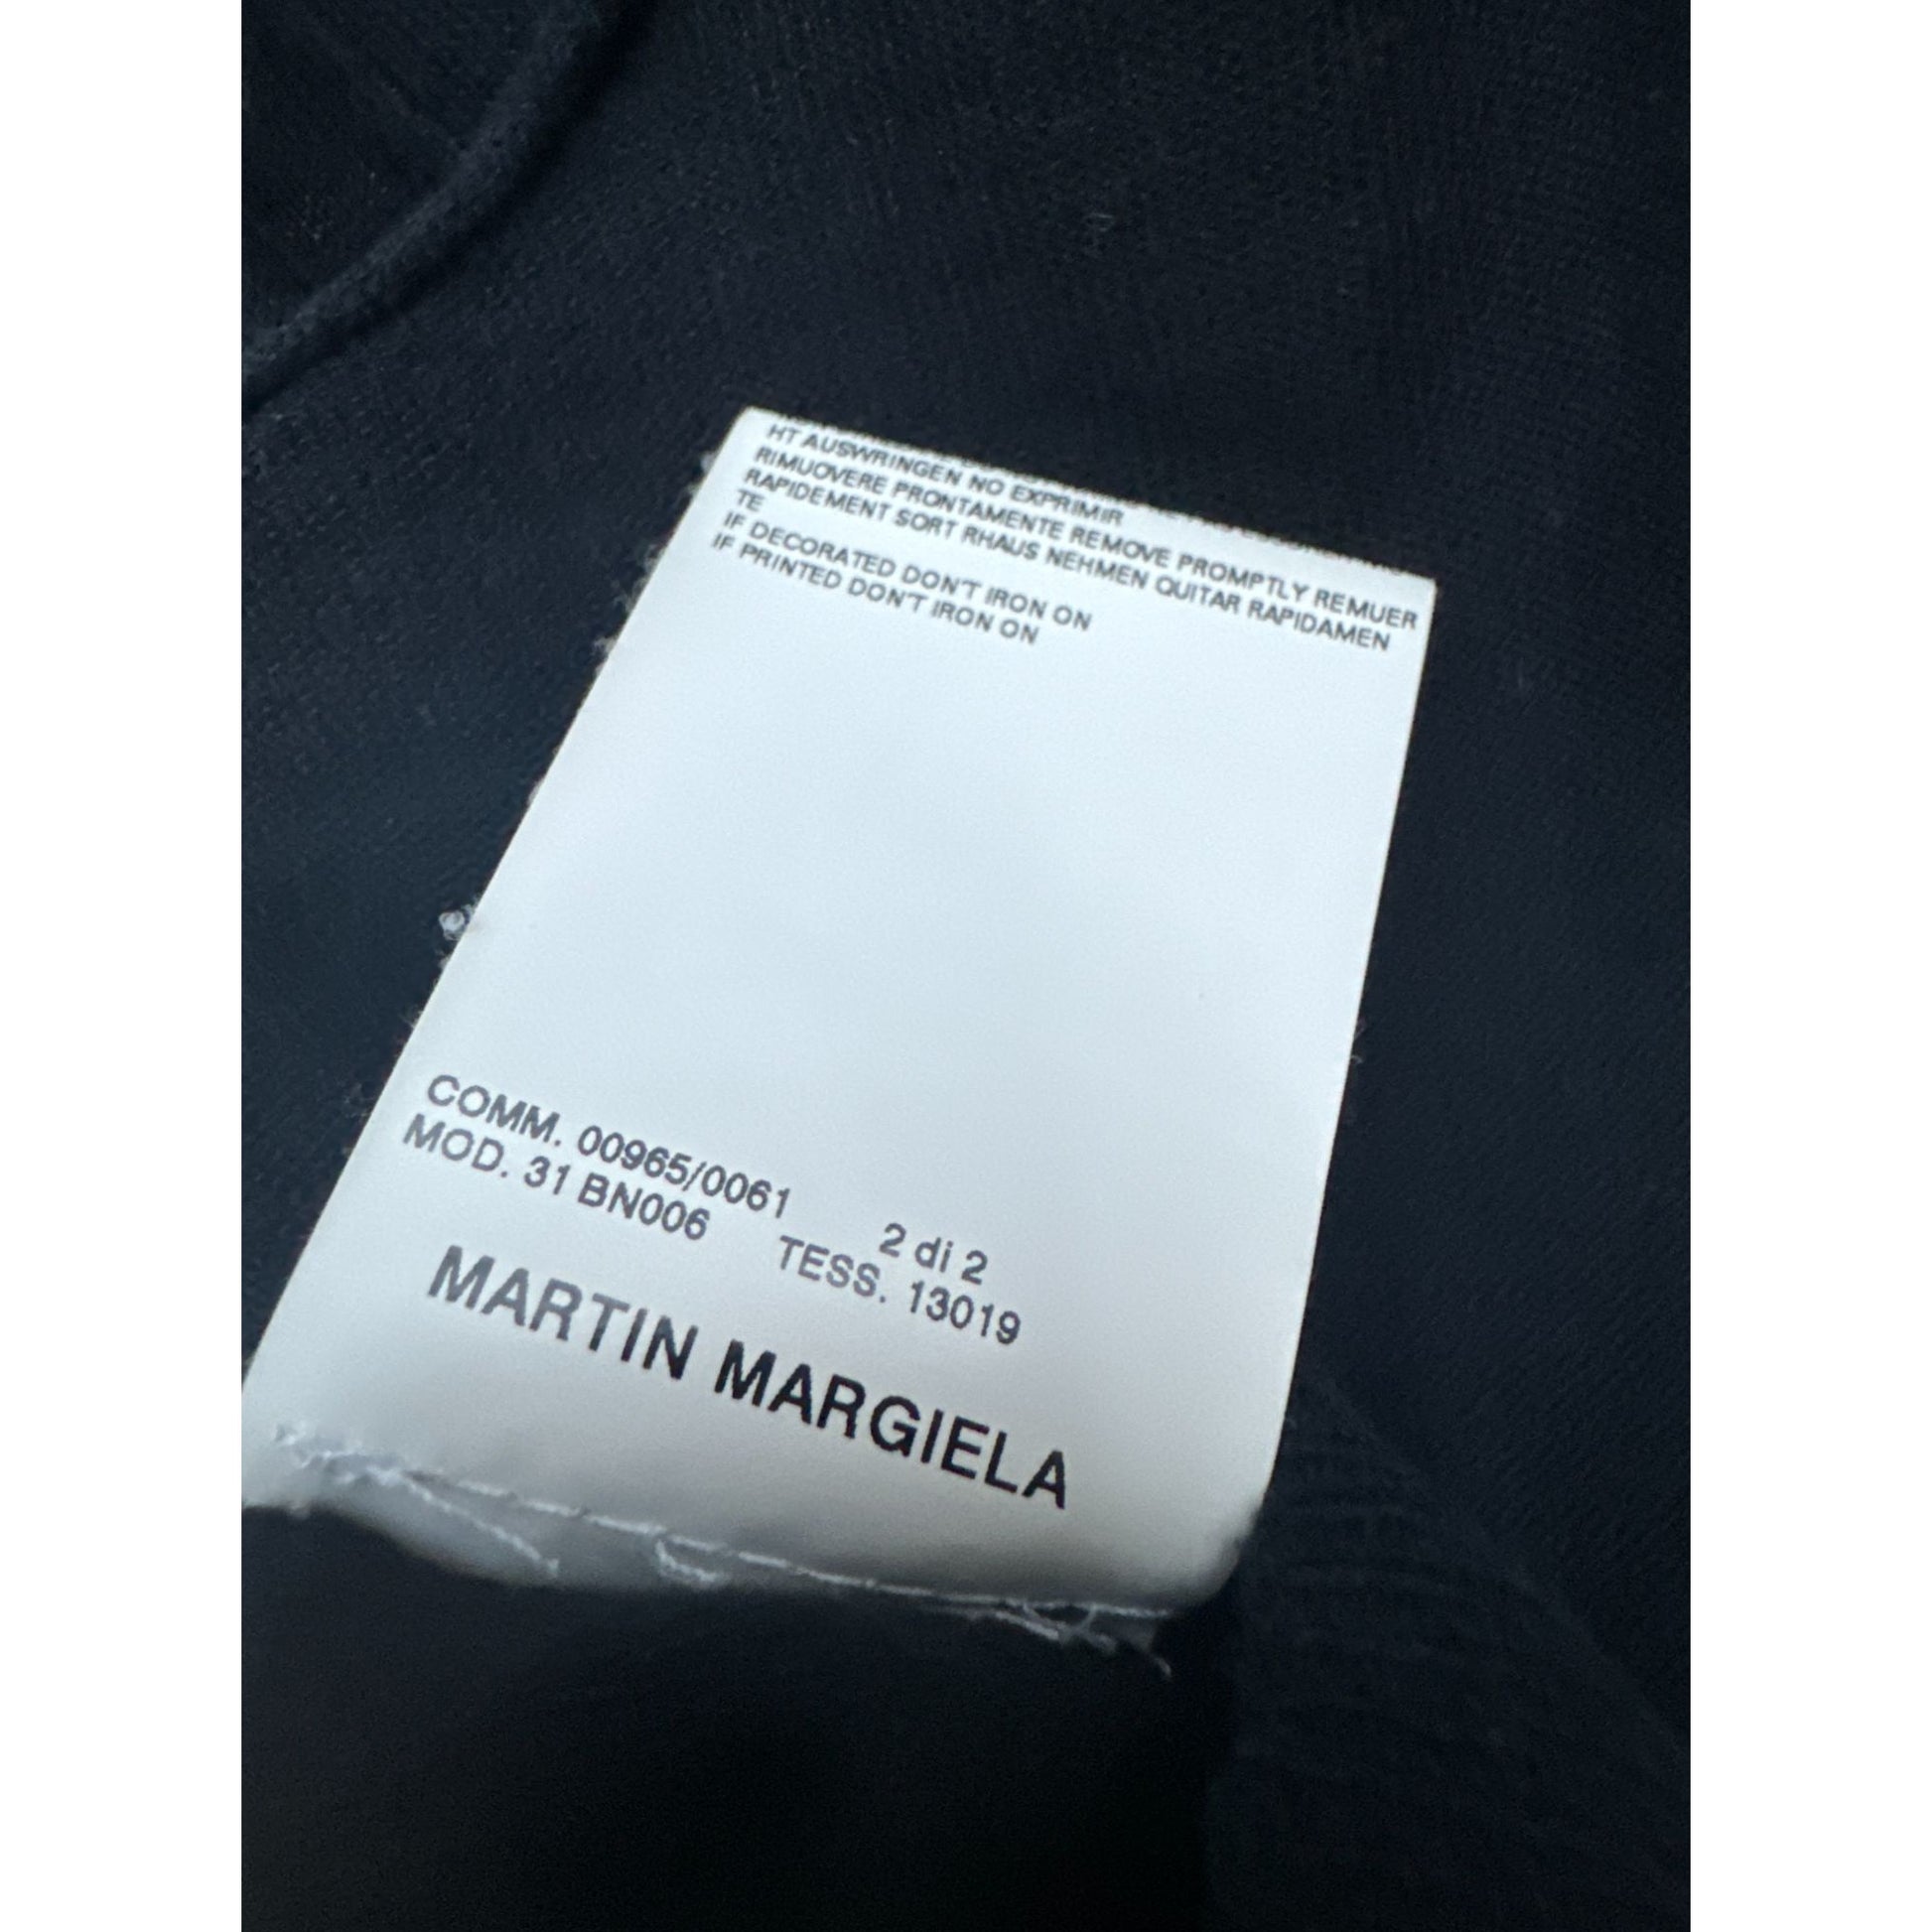 HT AUSWRINGEN NO EXPRIMIR
RIMUOVERE PRONTAMENTE REMOVE PROMPTLY REMUER
RAPIDEMENT SORT RHAUS NEHMEN QUITAR RAPIDAMEN
TE
IF DECORATED DON'T IRON ON
IF PRINTED DON'T IRON ON
COMM. 00965/0061 2 di 2
MOD. 31 BN006 TESS. 13019
MARTIN MARGIELA